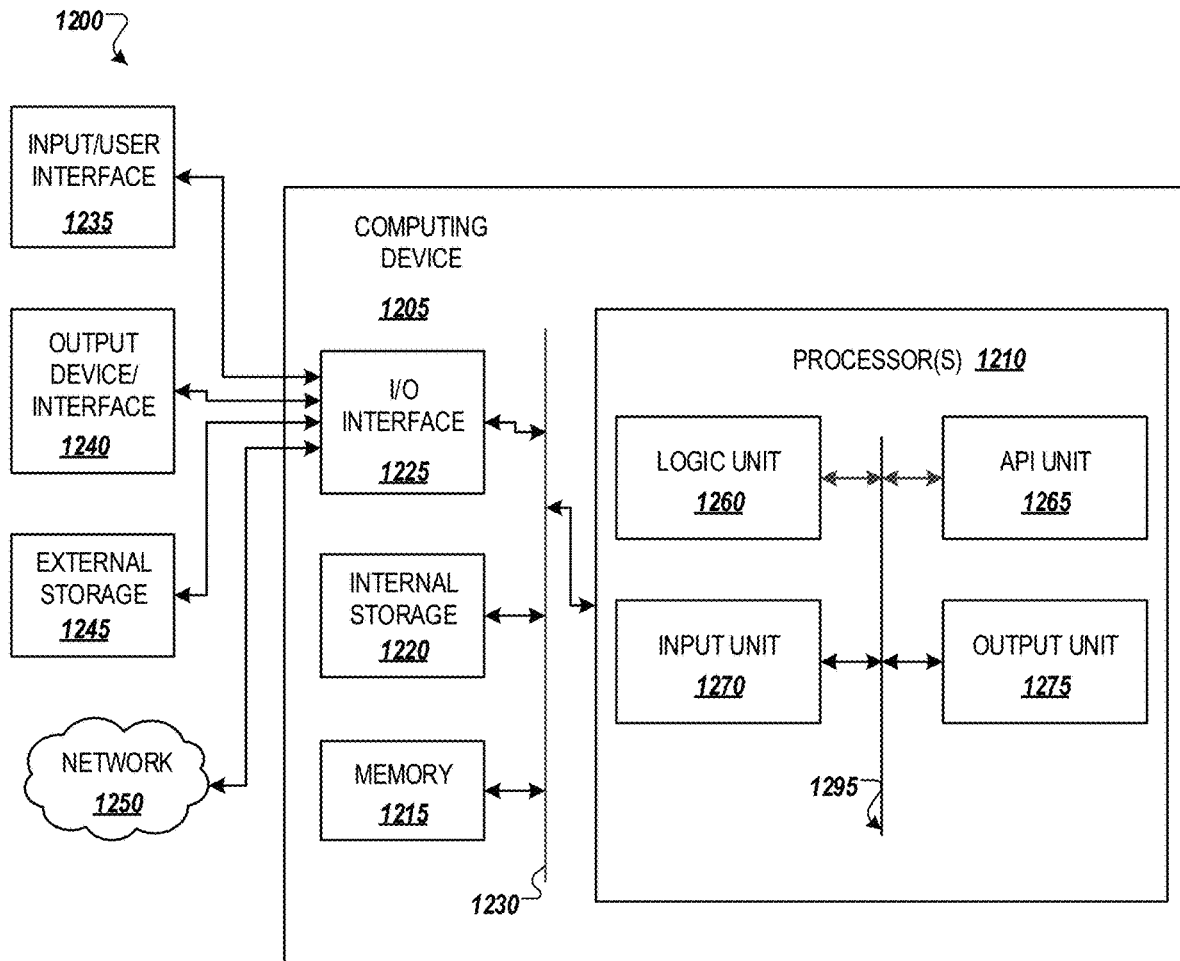 1200
INPUT/USER
INTERFACE
1235
OUTPUT
DEVICE/
INTERFACE
1240
EXTERNAL
STORAGE
1245
NETWORK
1250
COMPUTING
DEVICE
1205
I/O
INTERFACE
1225
INTERNAL
STORAGE
1220
MEMORY
1215
1230
PROCESSOR(S) 1210
LOGIC UNIT
1260
API UNIT
1265
INPUT UNIT
1270
OUTPUT UNIT
1275
1295